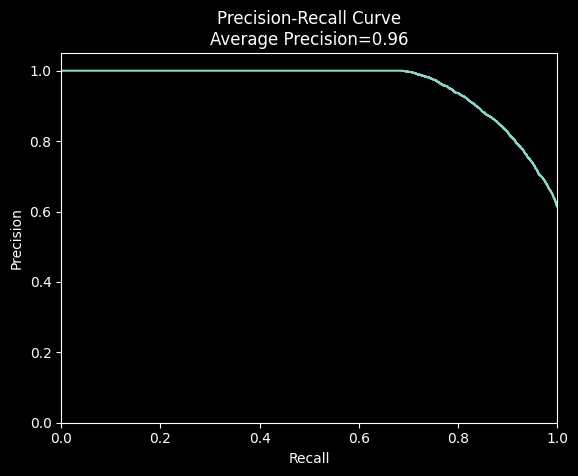 Precision-Recall Curve
Average Precision=0.96
1.0
0.8
0.6
0.4
0.2
0.0
Precision
0.0 0.2 0.4 0.6 0.8 1.0
Recall